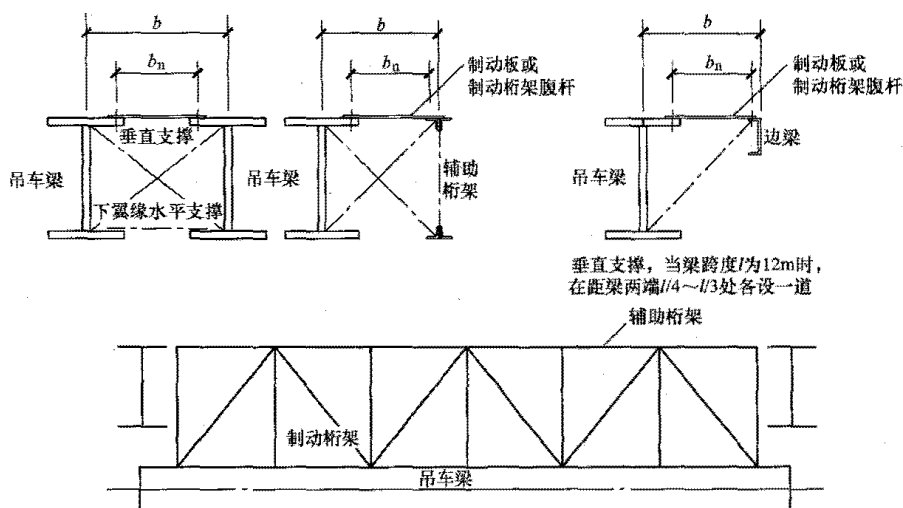 b
b
b
bn
bn
bn
制动板或
制动桁架腹杆
制动板或
制动桁架腹杆
垂直支撑
吊车梁
下翼缘水平支撑
吊车梁
辅助
桁架
边梁
吊车梁
垂直支撑，当梁跨度l为12m时，
在距梁两端l/4～l/3处各设一道
辅助桁架
制动桁架
吊车梁